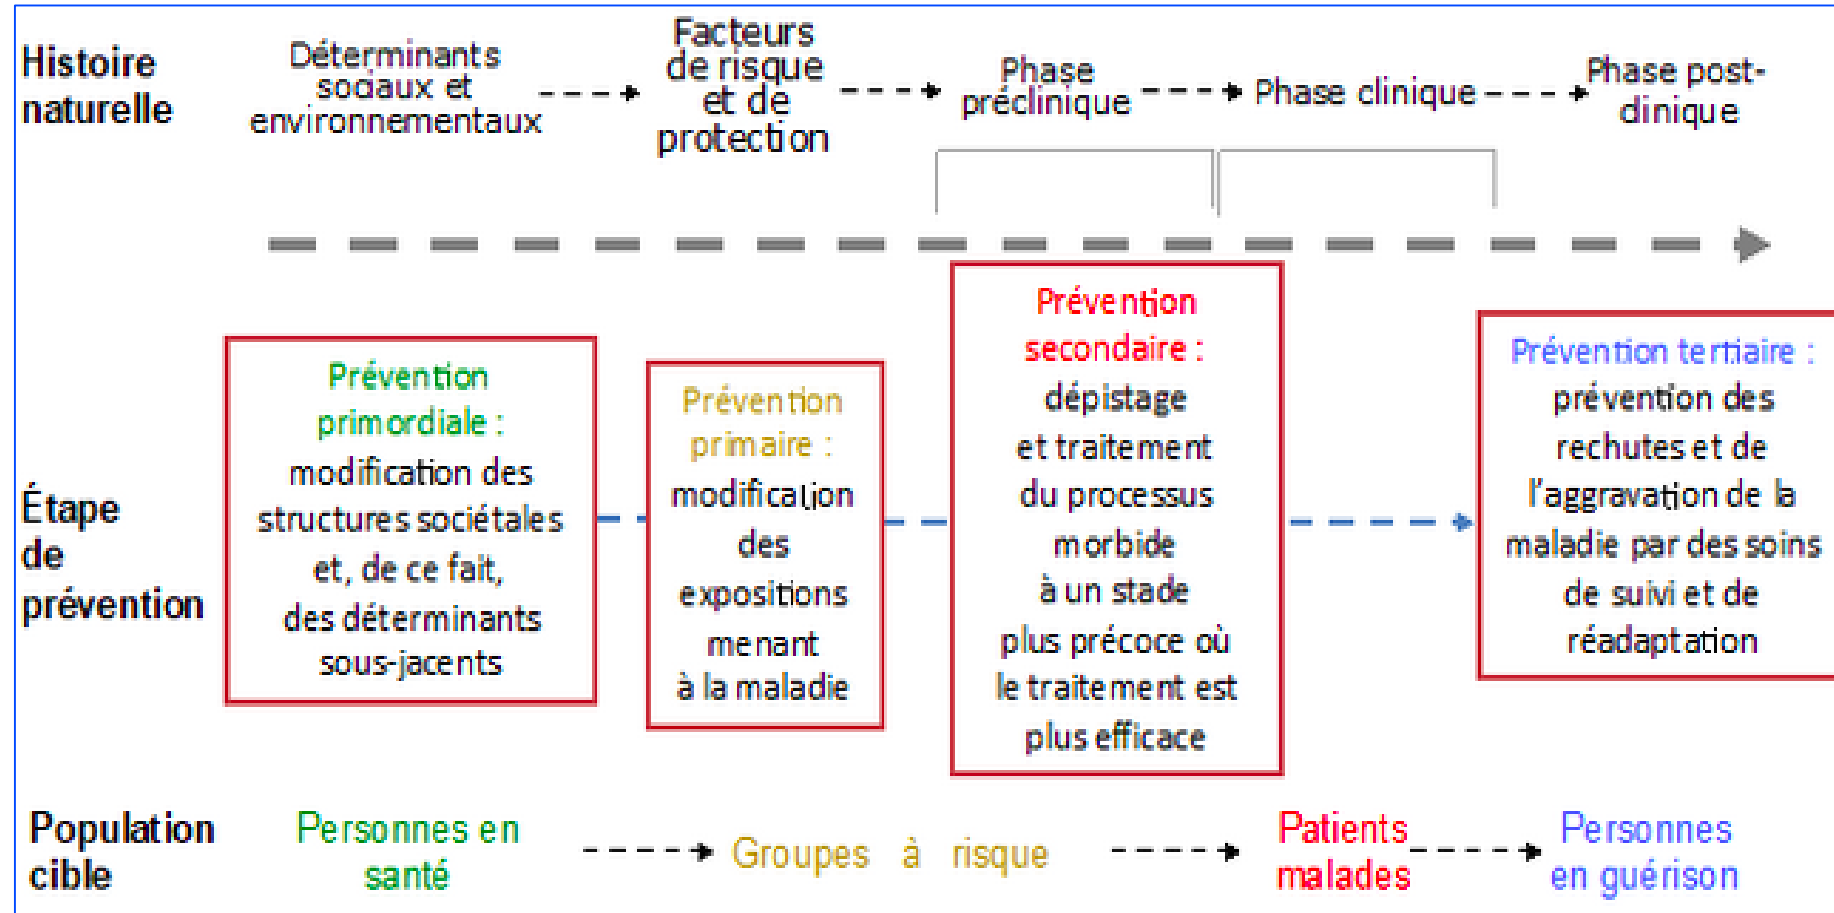 Histoire
naturelle
Déterminants
sociaux et
environnementaux
Facteurs
de risque
et de
protection
Phase
préclinique
Phase clinique
Phase post-
clinique
Étape
de
prévention
Prévention
primordiale :
modification des
structures sociétales
et, de ce fait,
des déterminants
sous-jacents
Prévention
primaire :
modification
des
expositions
menant
à la maladie
Prévention
secondaire :
dépistage
et traitement
du processus
morbide
à un stade
plus précoce où
le traitement est
plus efficace
Prévention tertiaire :
prévention des
rechutes et de
l'aggravation de la
maladie par des soins
de suivi et de
réadaptation
Population
cible
Personnes en
santé
Groupes à risque
Patients
malades
Personnes
en guérison